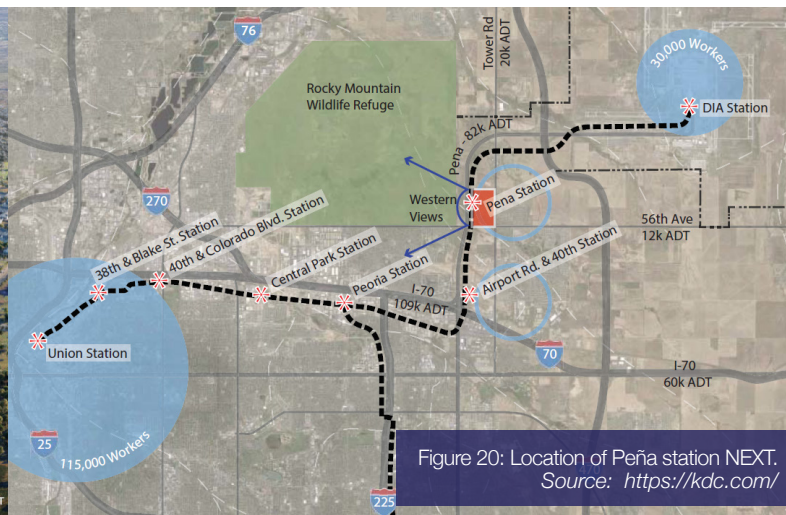 76
Tower Rd
20k ADT
30,000 Workers
Rocky Mountain
Wildlife Refuge
DIA Station
Pena - 82k ADT
270
Western
Views
Pena Station
56th Ave
12k ADT
38th & Blake St. Station
40th & Colorado Blvd. Station
Central Park Station
Peoria Station
Airport Rd. & 40th Station
I-70
109k ADT
Union Station
70
I-70
60k ADT
25
115,000 Workers
225
Figure 20: Location of Peña station NEXT.
Source: https://kdc.com/